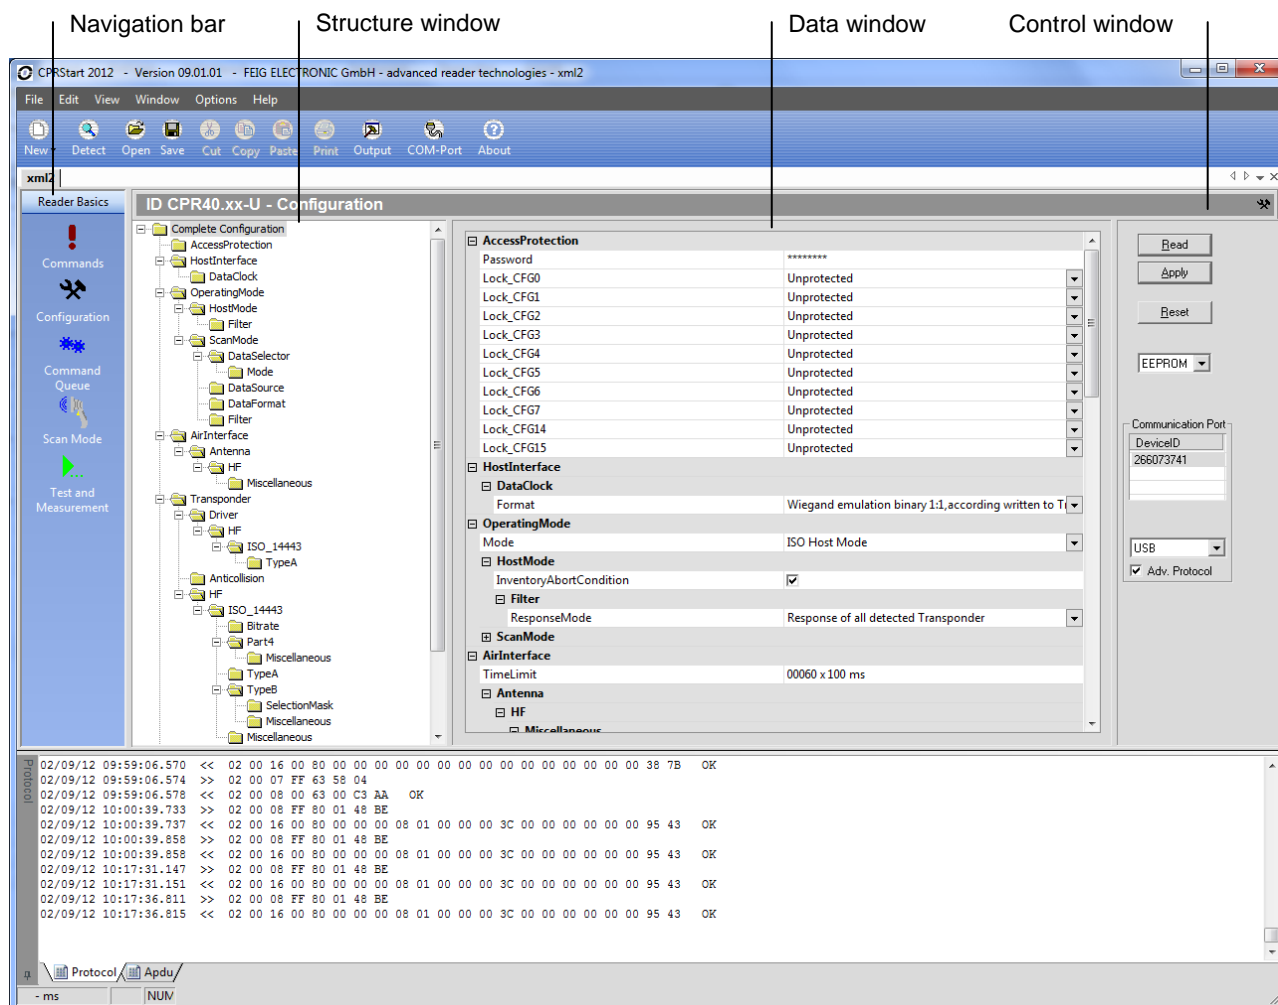 Navigation bar
Structure window
Data window
Control window
CPRStart 2012 - Version 09.01.01 - FEIG ELECTRONIC GmbH - advanced reader technologies - xml2
File Edit View Window Options Help
New Detect Open Save Cut Copy Paste Print Output COM-Port About
xml2
Reader Basics
Commands
Configuration
Command
Queue
Scan Mode
Test and
Measurement
ID CPR40.xx-U - Configuration
Complete Configuration
AccessProtection
HostInterface
DataClock
OperatingMode
HostMode
Filter
ScanMode
DataSelector
Mode
DataSource
DataFormat
Filter
AirInterface
Antenna
HF
Miscellaneous
Transponder
Driver
HF
ISO_14443
TypeA
Anticollision
HF
ISO_14443
Bitrate
Part4
Miscellaneous
TypeA
TypeB
SelectionMask
Miscellaneous
Miscellaneous
AccessProtection
Password ********
Lock_CFG0 Unprotected
Lock_CFG1 Unprotected
Lock_CFG2 Unprotected
Lock_CFG3 Unprotected
Lock_CFG4 Unprotected
Lock_CFG5 Unprotected
Lock_CFG6 Unprotected
Lock_CFG7 Unprotected
Lock_CFG14 Unprotected
Lock_CFG15 Unprotected
HostInterface
DataClock
Format Wiegand emulation binary 1:1,according written to T
OperatingMode
Mode ISO Host Mode
HostMode
InventoryAbortCondition
Filter
ResponseMode Response of all detected Transponder
ScanMode
AirInterface
TimeLimit 00060 x 100 ms
Antenna
HF
Miscellaneous
Read
Apply
Reset
EEPROM
Communication Port
DeviceID
266073741
USB
Adv. Protocol
Protocol
02/09/12 09:59:06.570 << 02 00 16 00 80 00 00 00 00 00 00 00 00 00 00 00 00 00 00 00 38 7B OK
02/09/12 09:59:06.574 >> 02 00 07 FF 63 58 04
02/09/12 09:59:06.578 << 02 00 08 00 63 00 C3 AA OK
02/09/12 10:00:39.733 >> 02 00 08 FF 80 01 48 BE
02/09/12 10:00:39.737 << 02 00 16 00 80 00 00 00 08 01 00 00 00 3C 00 00 00 00 00 00 95 43 OK
02/09/12 10:00:39.858 >> 02 00 08 FF 80 01 48 BE
02/09/12 10:00:39.858 << 02 00 16 00 80 00 00 00 08 01 00 00 00 3C 00 00 00 00 00 00 95 43 OK
02/09/12 10:17:31.147 >> 02 00 08 FF 80 01 48 BE
02/09/12 10:17:31.151 << 02 00 16 00 80 00 00 00 08 01 00 00 00 3C 00 00 00 00 00 00 95 43 OK
02/09/12 10:17:36.811 >> 02 00 08 FF 80 01 48 BE
02/09/12 10:17:36.815 << 02 00 16 00 80 00 00 00 08 01 00 00 00 3C 00 00 00 00 00 00 95 43 OK
Protocol Apdu
- ms NUM